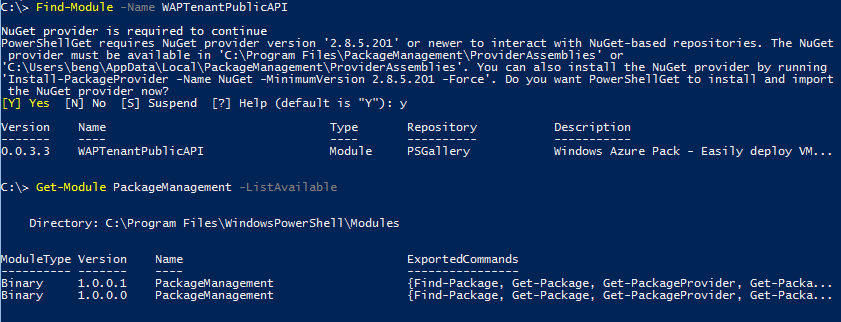 C:\> Find-Module -Name WAPTenantPublicAPI
NuGet provider is required to continue
PowerShellGet requires NuGet provider version '2.8.5.201' or newer to interact with NuGet-based repositories. The NuGet
 provider must be available in 'C:\Program Files\PackageManagement\ProviderAssemblies' or
'C:\Users\beng\AppData\Local\PackageManagement\ProviderAssemblies'. You can also install the NuGet provider by running
'Install-PackageProvider -Name NuGet -MinimumVersion 2.8.5.201 -Force'. Do you want PowerShellGet to install and import
 the NuGet provider now?
[Y] Yes  [N] No  [S] Suspend  [?] Help (default is "Y"): y
Version    Name                                Type       Repository           Description
-------    ----                                ----       ----------           -----------
0.0.3.3    WAPTenantPublicAPI                  Module     PSGallery            Windows Azure Pack - Easily deploy VM...
C:\> Get-Module PackageManagement -ListAvailable
    Directory: C:\Program Files\WindowsPowerShell\Modules
ModuleType Version    Name                                ExportedCommands
---------- -------    ----                                ----------------
Binary     1.0.0.1    PackageManagement                   {Find-Package, Get-Package, Get-PackageProvider, Get-Packa...
Binary     1.0.0.0    PackageManagement                   {Find-Package, Get-Package, Get-PackageProvider, Get-Packa...